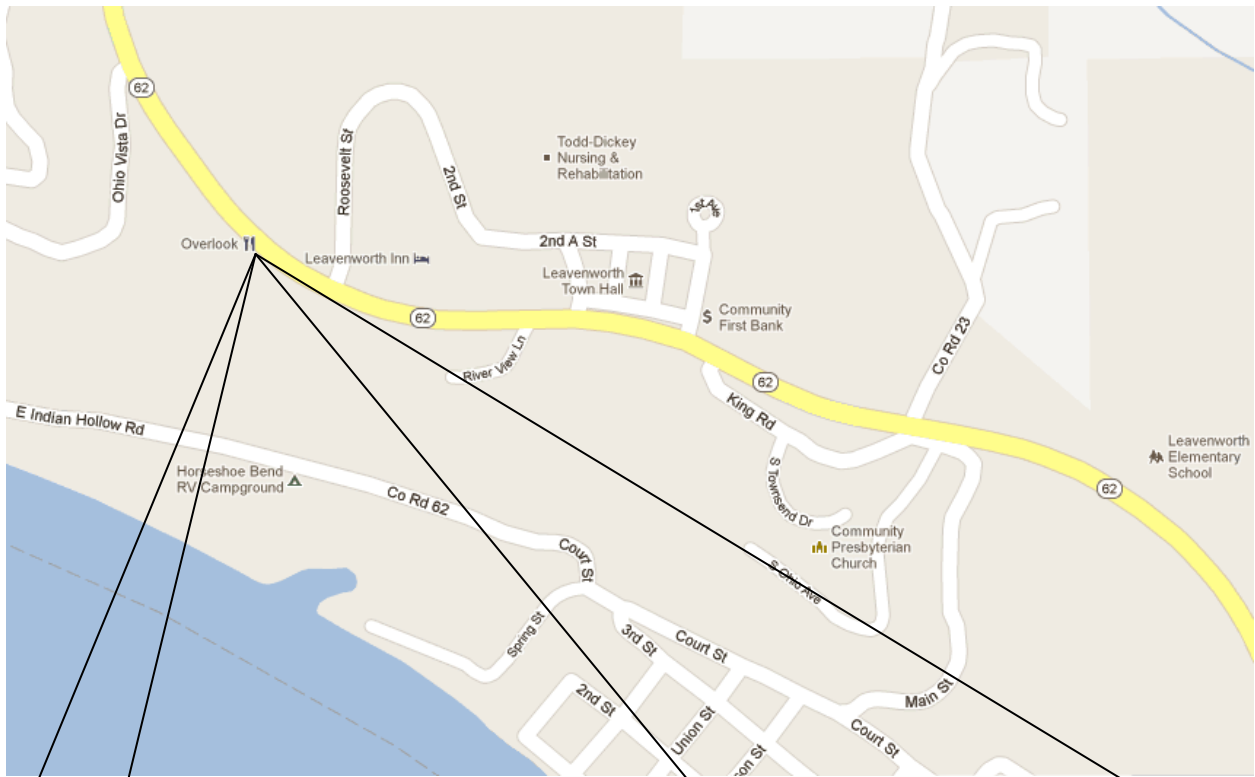 62
Ohio Vista Dr
Roosevelt St
2nd St
Todd-Dickey
Nursing &
Rehabilitation
1st Ave
2nd A St
Overlook
Leavenworth Inn
Leavenworth
Town Hall
62
Community
First Bank
$
River View Ln
Co Rd 23
62
King Rd
E Indian Hollow Rd
Horseshoe Bend
RV Campground
Co Rd 62
S Townsend Dr
Leavenworth
Elementary
School
62
Community
Presbyterian
Church
Court St
S Ohio Ave
Spring St
3rd St
Court St
2nd St
Main St
Union St
Court St